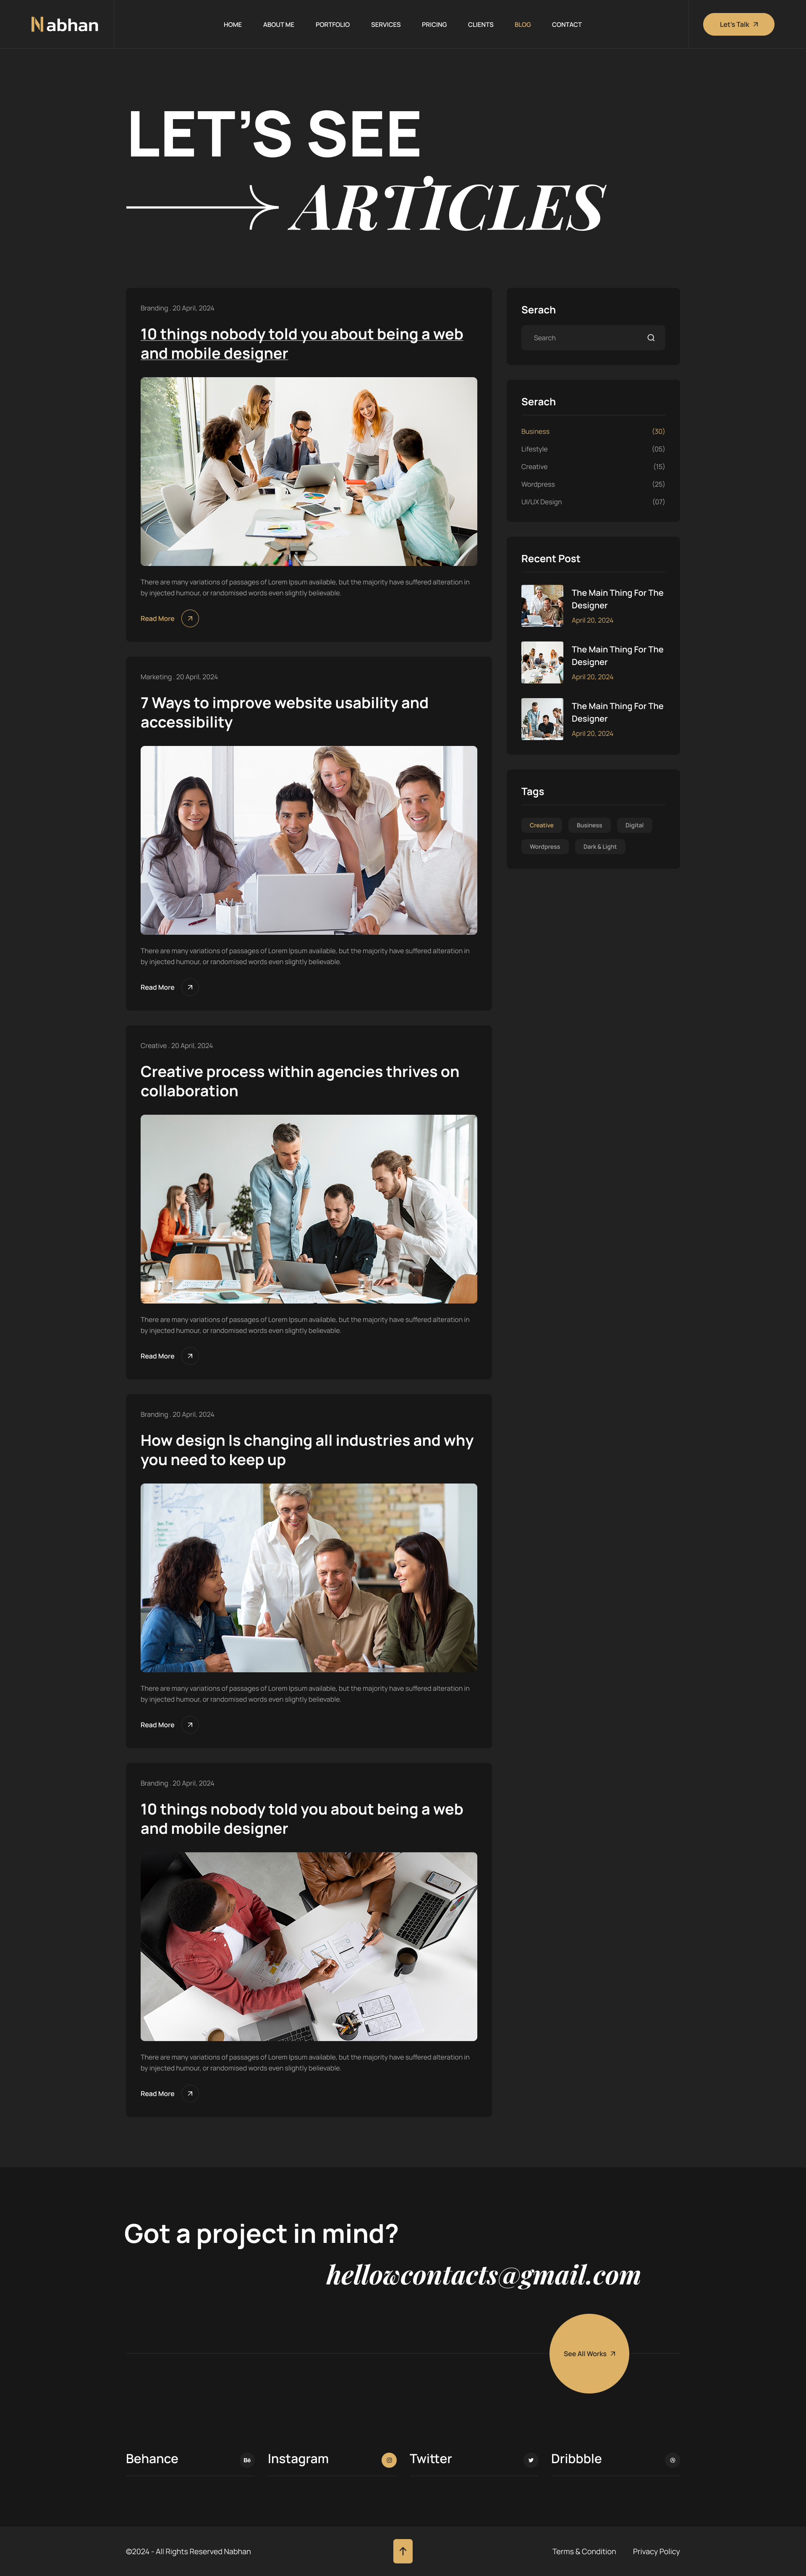 Nabhan
HOME ABOUT ME PORTFOLIO SERVICES PRICING CLIENTS BLOG CONTACT
Let's Talk
LET'S SEE
ARTICLES
Branding . 20 April, 2024
10 things nobody told you about being a web
and mobile designer
There are many variations of passages of Lorem Ipsum available, but the majority have suffered alteration in
by injected humour, or randomised words even slightly believable.
Read More
Marketing . 20 April, 2024
7 Ways to improve website usability and
accessibility
There are many variations of passages of Lorem Ipsum available, but the majority have suffered alteration in
by injected humour, or randomised words even slightly believable.
Read More
Creative . 20 April, 2024
Creative process within agencies thrives on
collaboration
There are many variations of passages of Lorem Ipsum available, but the majority have suffered alteration in
by injected humour, or randomised words even slightly believable.
Read More
Branding . 20 April, 2024
How design Is changing all industries and why
you need to keep up
There are many variations of passages of Lorem Ipsum available, but the majority have suffered alteration in
by injected humour, or randomised words even slightly believable.
Read More
Branding . 20 April, 2024
10 things nobody told you about being a web
and mobile designer
There are many variations of passages of Lorem Ipsum available, but the majority have suffered alteration in
by injected humour, or randomised words even slightly believable.
Read More
Serach
Search
Serach
Business (30)
Lifestyle (05)
Creative (15)
Wordpress (25)
UI/UX Design (07)
Recent Post
The Main Thing For The
Designer
April 20, 2024
The Main Thing For The
Designer
April 20, 2024
The Main Thing For The
Designer
April 20, 2024
Tags
Creative Business Digital
Wordpress Dark & Light
Got a project in mind?
hellowcontacts@gmail.com
See All Works
Behance Bē Instagram Twitter Dribbble
©2024 - All Rights Reserved Nabhan
Terms & Condition Privacy Policy